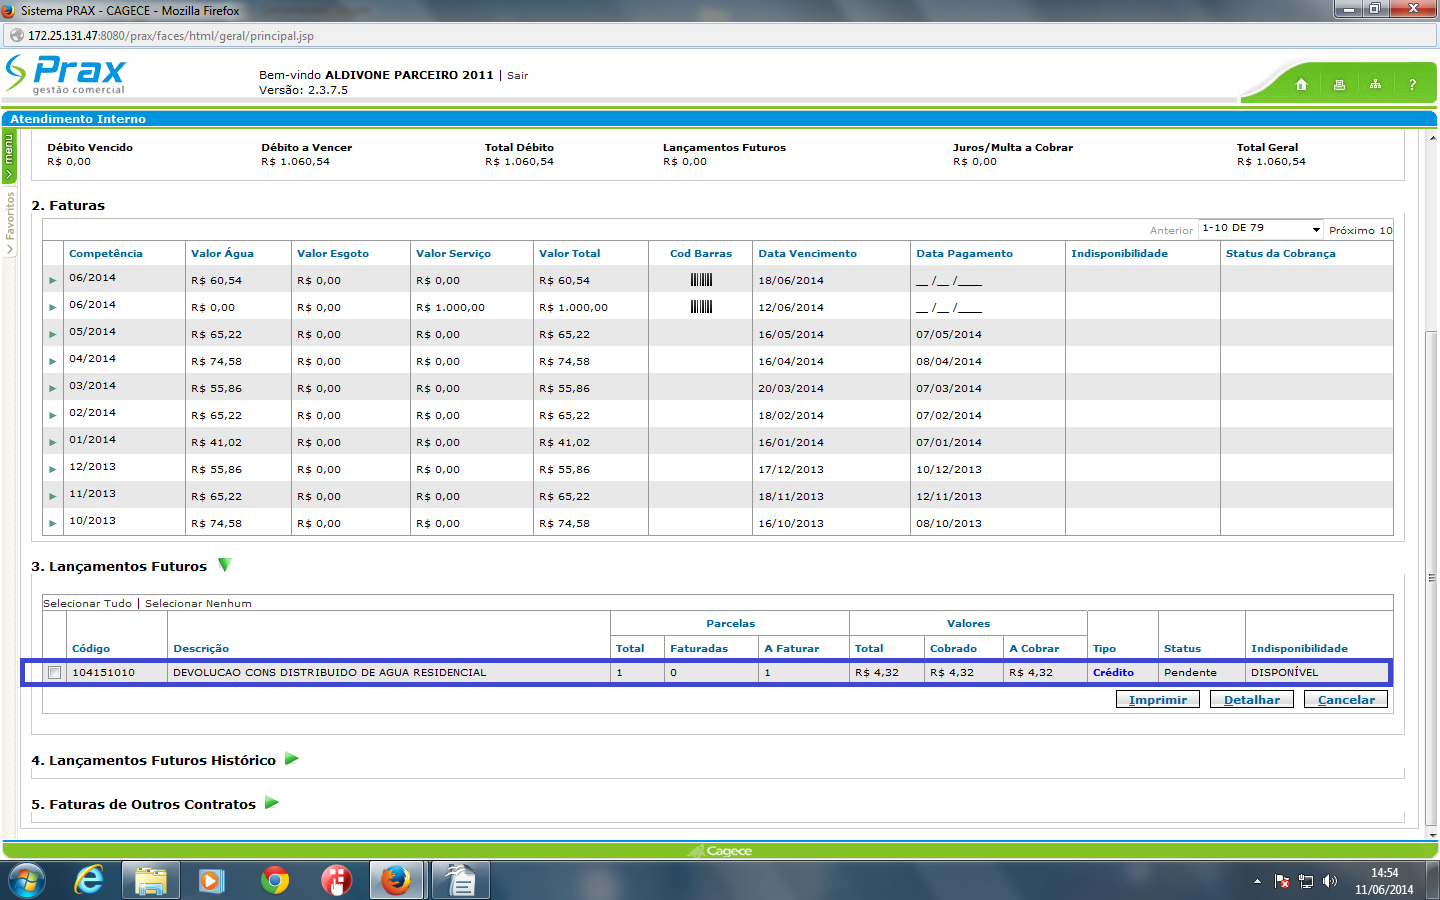 Sistema PRAX - CAGECE - Mozilla Firefox
172.25.131.47:8080/prax/faces/html/geral/principal.jsp
Prax
gestão comercial
Bem-vindo ALDIVONE PARCEIRO 2011 | Sair
Versão: 2.3.7.5
?
Atendimento Interno
menu
Favoritos
Débito Vencido Débito a Vencer Total Débito Lançamentos Futuros Juros/Multa a Cobrar Total Geral
R$ 0,00 R$ 1.060,54 R$ 1.060,54 R$ 0,00 R$ 0,00 R$ 1.060,54
2. Faturas
Anterior 1-10 DE 79 Próximo 10
Competência Valor Água Valor Esgoto Valor Serviço Valor Total Cod Barras Data Vencimento Data Pagamento Indisponibilidade Status da Cobrança
06/2014 R$ 60,54 R$ 0,00 R$ 0,00 R$ 60,54 18/06/2014 __ /__ /____
06/2014 R$ 0,00 R$ 0,00 R$ 1.000,00 R$ 1.000,00 12/06/2014 __ /__ /____
05/2014 R$ 65,22 R$ 0,00 R$ 0,00 R$ 65,22 16/05/2014 07/05/2014
04/2014 R$ 74,58 R$ 0,00 R$ 0,00 R$ 74,58 16/04/2014 08/04/2014
03/2014 R$ 55,86 R$ 0,00 R$ 0,00 R$ 55,86 20/03/2014 07/03/2014
02/2014 R$ 65,22 R$ 0,00 R$ 0,00 R$ 65,22 18/02/2014 07/02/2014
01/2014 R$ 41,02 R$ 0,00 R$ 0,00 R$ 41,02 16/01/2014 07/01/2014
12/2013 R$ 55,86 R$ 0,00 R$ 0,00 R$ 55,86 17/12/2013 10/12/2013
11/2013 R$ 65,22 R$ 0,00 R$ 0,00 R$ 65,22 18/11/2013 12/11/2013
10/2013 R$ 74,58 R$ 0,00 R$ 0,00 R$ 74,58 16/10/2013 08/10/2013
3. Lançamentos Futuros
Selecionar Tudo | Selecionar Nenhum
Parcelas Valores
Código Descrição Total Faturadas A Faturar Total Cobrado A Cobrar Tipo Status Indisponibilidade
104151010 DEVOLUCAO CONS DISTRIBUIDO DE AGUA RESIDENCIAL 1 0 1 R$ 4,32 R$ 4,32 R$ 4,32 Crédito Pendente DISPONÍVEL
Imprimir Detalhar Cancelar
4. Lançamentos Futuros Histórico
5. Faturas de Outros Contratos
Cagece
14:54
11/06/2014